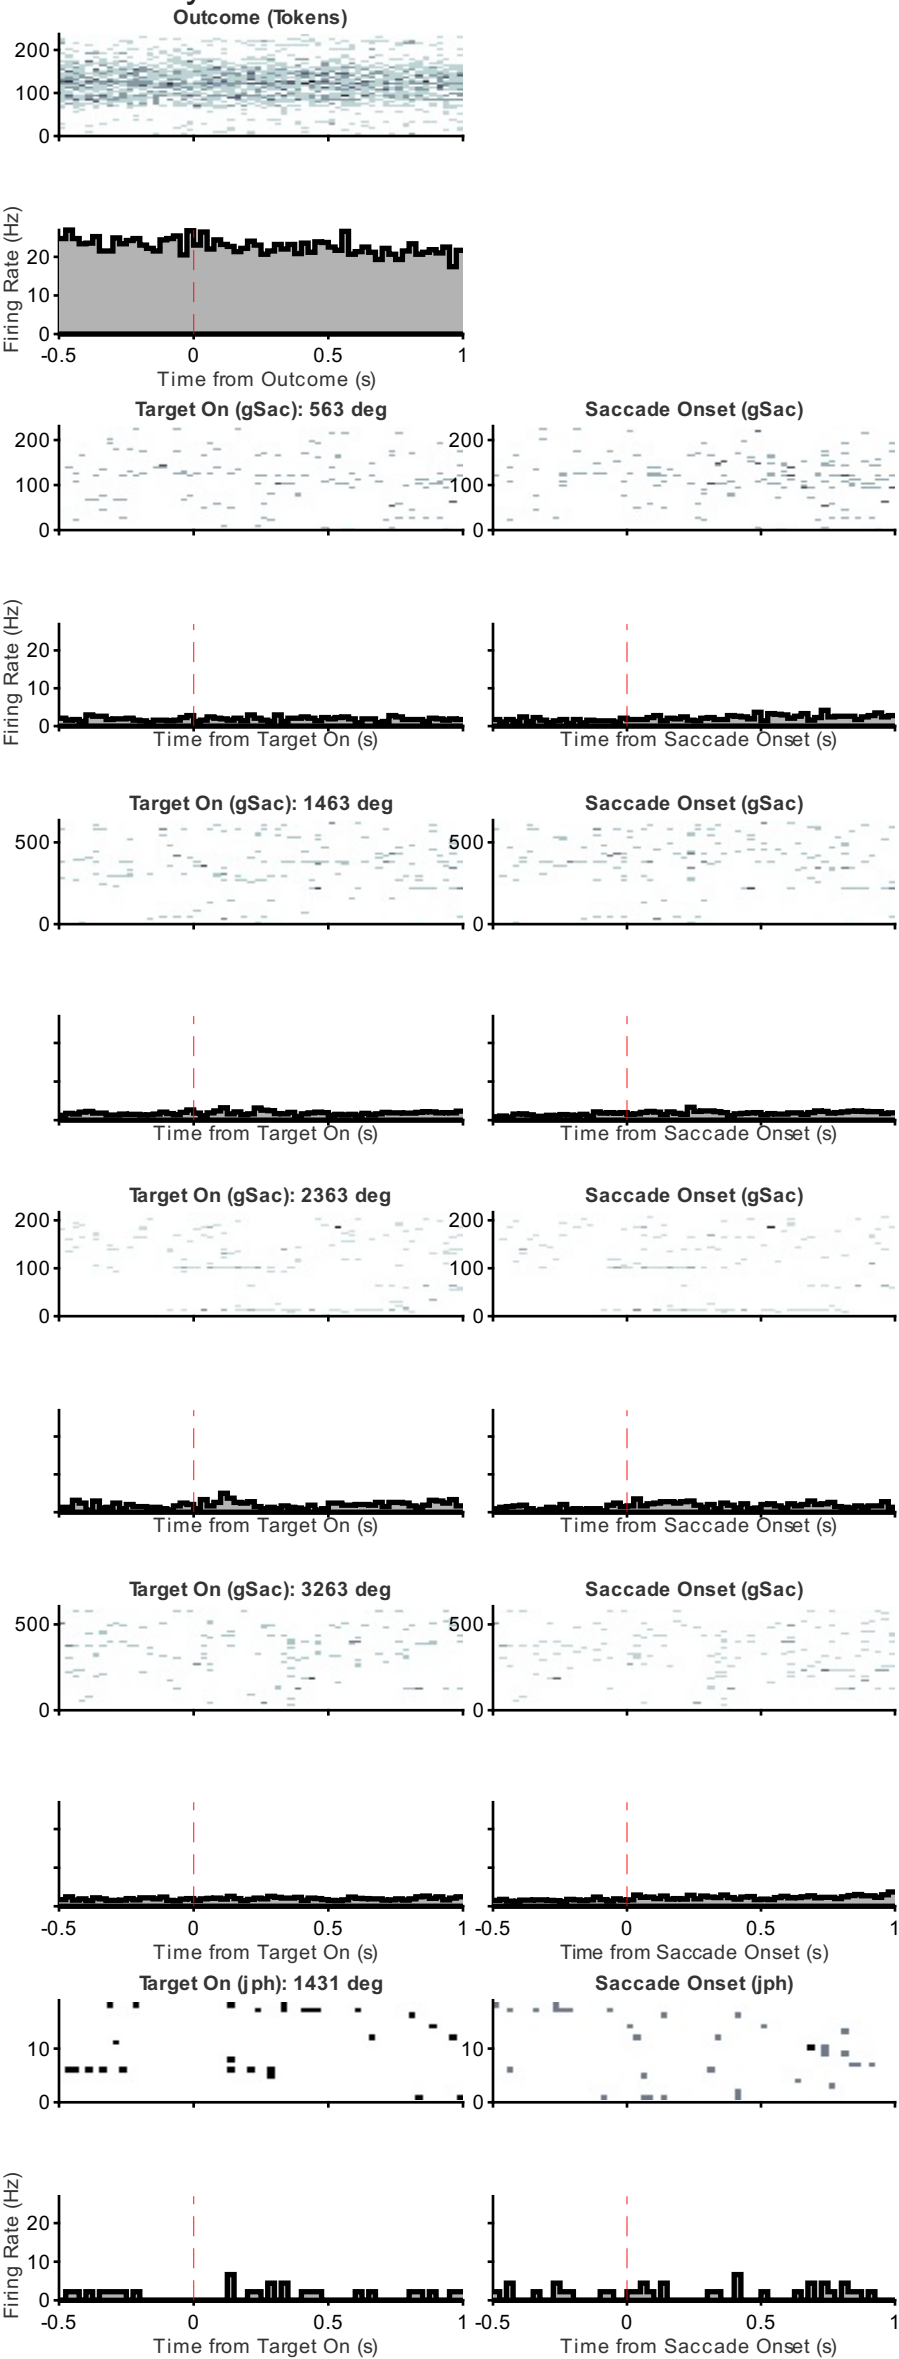 Outcome (Tokens)
200
100
0
Firing Rate (Hz)
20
10
0
-0.5 0 0.5 1
Time from Outcome (s)
Target On (gSac): 563 deg Saccade Onset (gSac)
200 200
100 100
0 0
Firing Rate (Hz)
20
10
0
Time from Target On (s) Time from Saccade Onset (s)
Target On (gSac): 1463 deg Saccade Onset (gSac)
500 500
0 0
Time from Target On (s) Time from Saccade Onset (s)
Target On (gSac): 2363 deg Saccade Onset (gSac)
200 200
100 100
0 0
Time from Target On (s) Time from Saccade Onset (s)
Target On (gSac): 3263 deg Saccade Onset (gSac)
500 500
0 0
-0.5 0 0.5 1 -0.5 0 0.5 1
Time from Target On (s) Time from Saccade Onset (s)
Target On (jph): 1431 deg Saccade Onset (jph)
10 10
0 0
Firing Rate (Hz)
20
10
0
-0.5 0 0.5 1 -0.5 0 0.5 1
Time from Target On (s) Time from Saccade Onset (s)